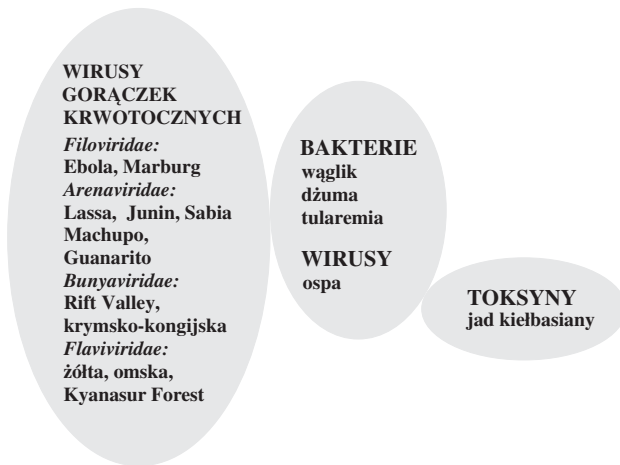 WIRUSY
GORĄCZEK
KRWOTOCZNYCH
Filoviridae:
Ebola, Marburg
Arenaviridae:
Lassa, Junin, Sabia
Machupo,
Guanarito
Bunyaviridae:
Rift Valley,
krymsko-kongijska
Flaviviridae:
żółta, omska,
Kyanasur Forest
BAKTERIE
wąglik
dżuma
tularemia
WIRUSY
ospa
TOKSYNY
jad kiełbasiany